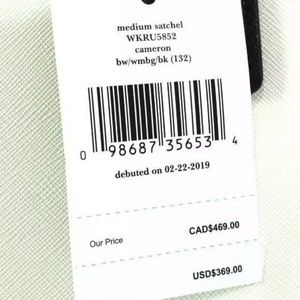 medium satchel
WKRU5852
cameron
bw/wmbg/bk (132)
0 98687 35653 4
debuted on 02-22-2019
Our Price CAD$469.00
USD$369.00